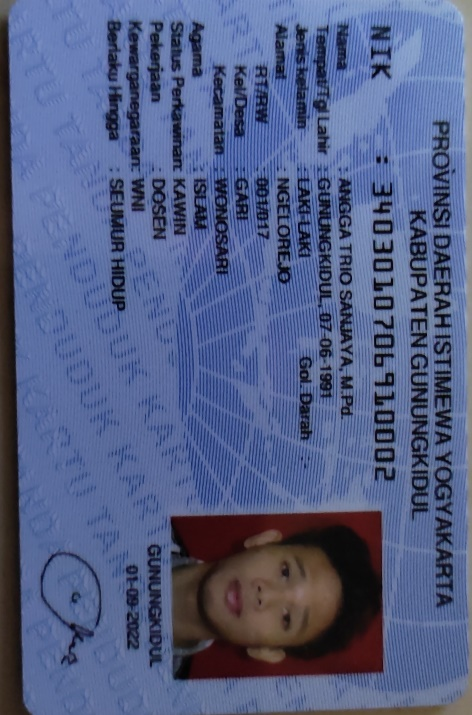 PROVINSI DAERAH ISTIMEWA YOGYAKARTA
KABUPATEN GUNUNGKIDUL
NIK : 3403010706910002
Nama : ANGGA TRIO SANJAYA, M.Pd.
Tempat/Tgl Lahir : GUNUNGKIDUL, 07-06-1991
Jenis kelamin : LAKI-LAKI Gol. Darah : -
Alamat NGELOREJO
RT/RW : 001/017
Kel/Desa GARI
Kecamatan : WONOSARI
Agama ISLAM
Status Perkawinan: KAWIN
Pekerjaan DOSEN
Kewarganegaraan: WNI
Berlaku Hingga : SEUMUR HIDUP
GUNUNGKIDUL
01-09-2022